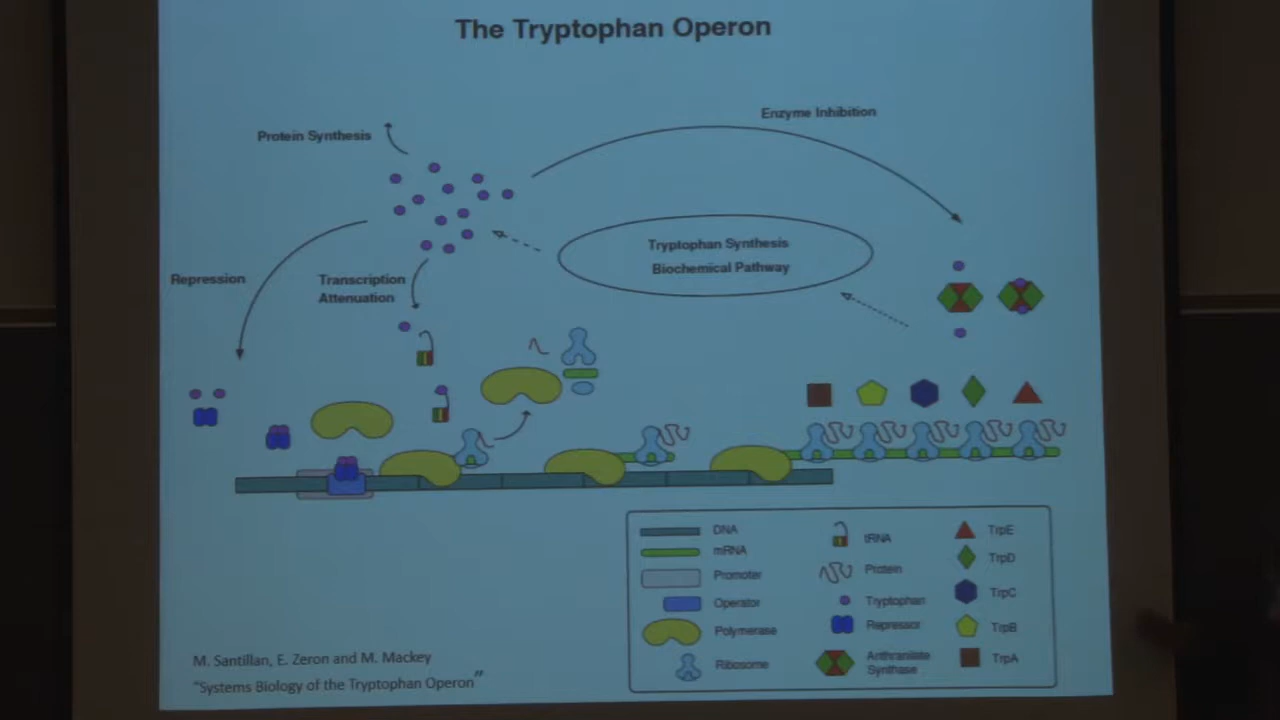 The Tryptophan Operon
Enzyme Inhibition
Protein Synthesis
Tryptophan Synthesis
Biochemical Pathway
Repression
Transcription
Attenuation
DNA
mRNA
Promoter
Operator
Polymerase
Ribosome
tRNA
Protein
Tryptophan
Repressor
Anthranilate
Synthase
TrpE
TrpD
TrpC
TrpB
TrpA
M. Santillan, E. Zeron and M. Mackey
"Systems Biology of the Tryptophan Operon"